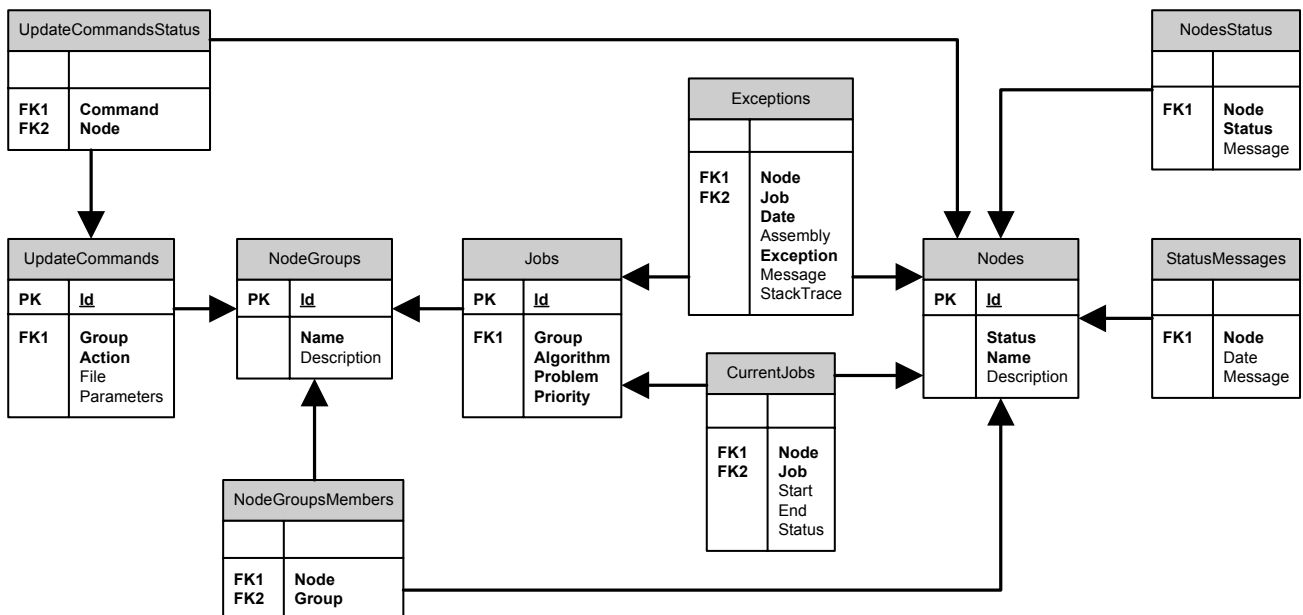 UpdateCommandsStatus
FK1 Command
FK2 Node
NodesStatus
FK1 Node
Status
Message
Exceptions
FK1 Node
FK2 Job
Date
Assembly
Exception
Message
StackTrace
UpdateCommands
PK Id
FK1 Group
Action
File
Parameters
NodeGroups
PK Id
Name
Description
Jobs
PK Id
FK1 Group
Algorithm
Problem
Priority
Nodes
PK Id
Status
Name
Description
StatusMessages
FK1 Node
Date
Message
CurrentJobs
FK1 Node
FK2 Job
Start
End
Status
NodeGroupsMembers
FK1 Node
FK2 Group